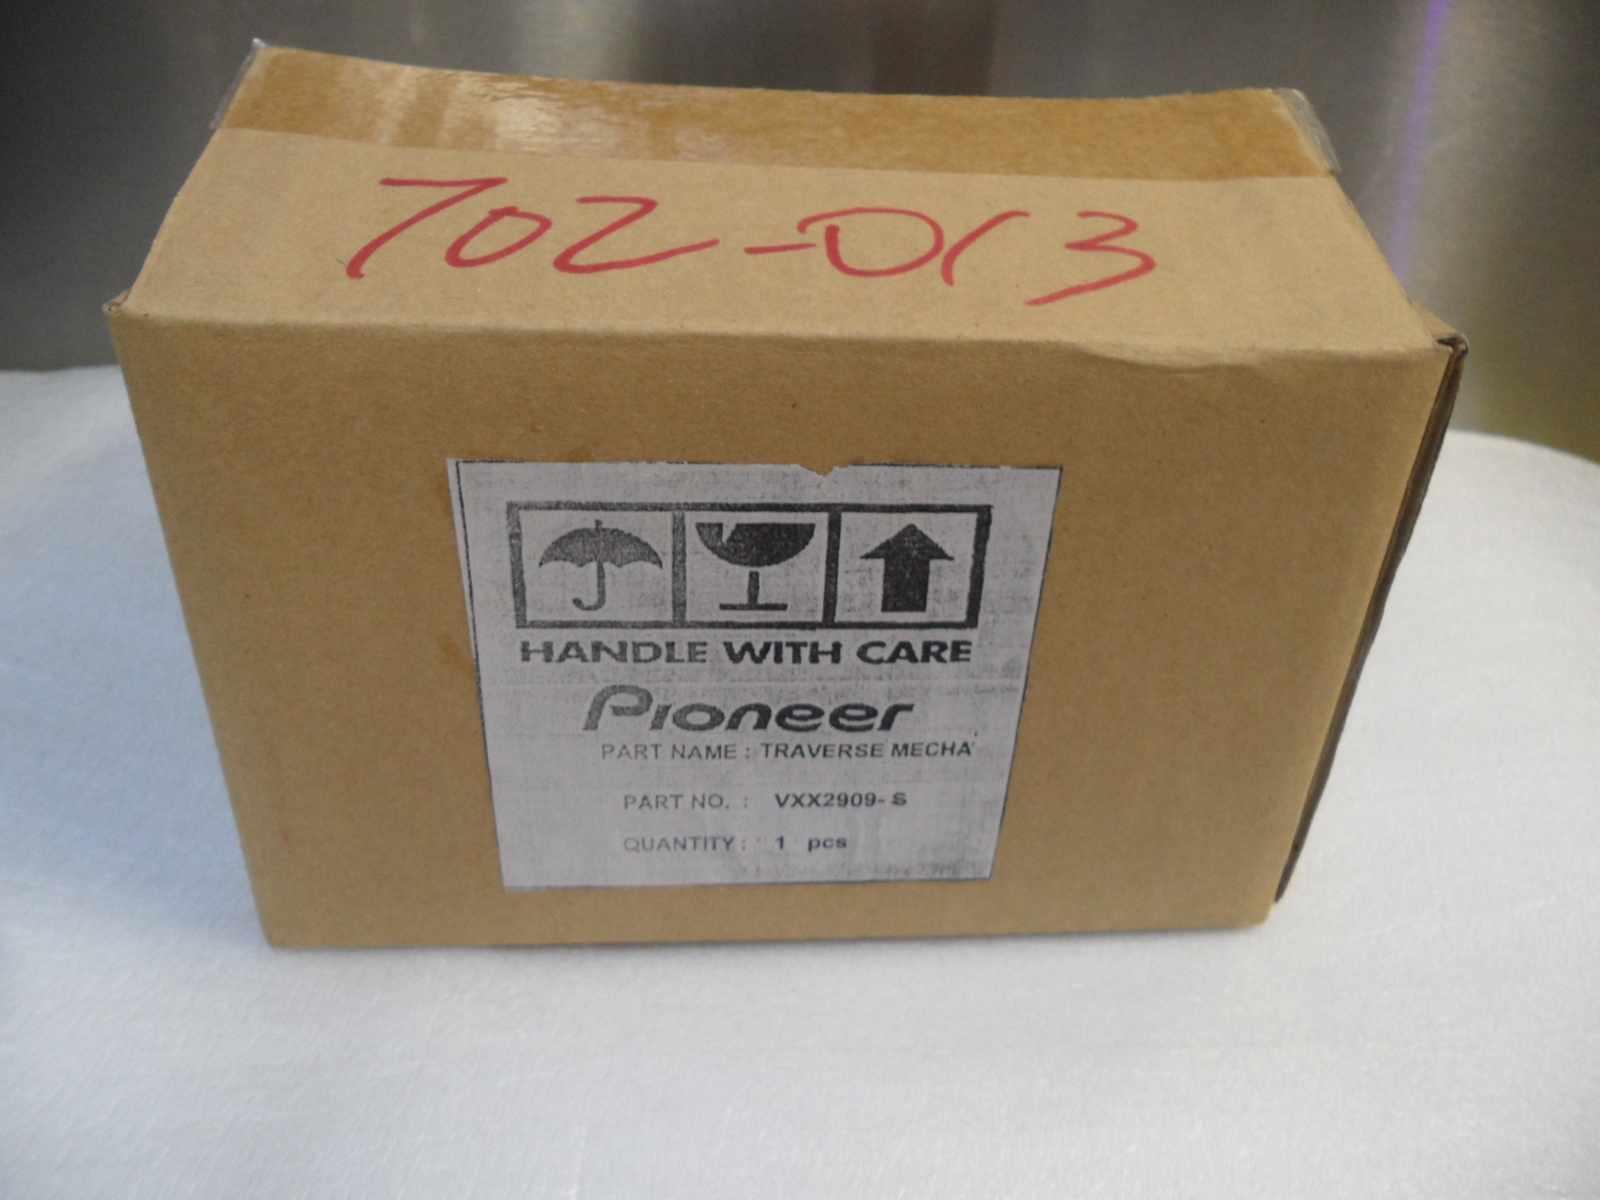 702-013
HANDLE WITH CARE
Pioneer
PART NAME : TRAVERSE MECHA'
PART NO. : VXX2909- S
QUANTITY : 1 pcs